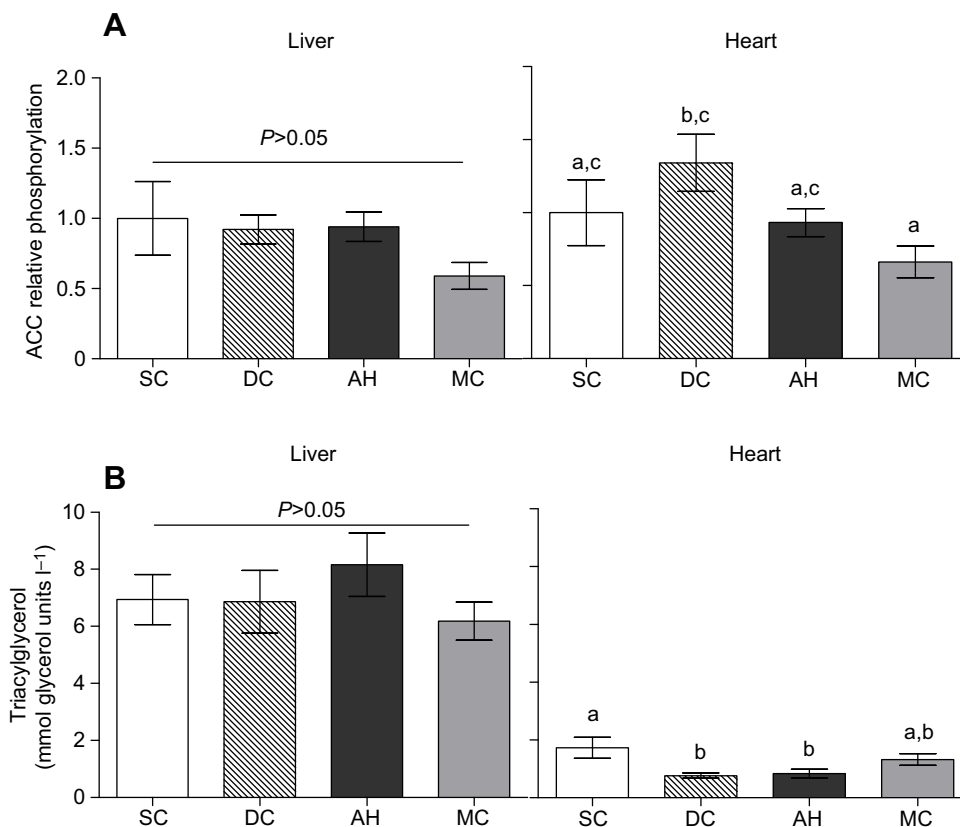 A
Liver
Heart
ACC relative phosphorylation
2.0
1.5
1.0
0.5
0
P>0.05
a,c
b,c
a,c
a
SC DC AH MC
SC DC AH MC
B
Liver
Heart
Triacylglycerol
(mmol glycerol units l⁻¹)
10
8
6
4
2
0
P>0.05
a
b
b
a,b
SC DC AH MC
SC DC AH MC